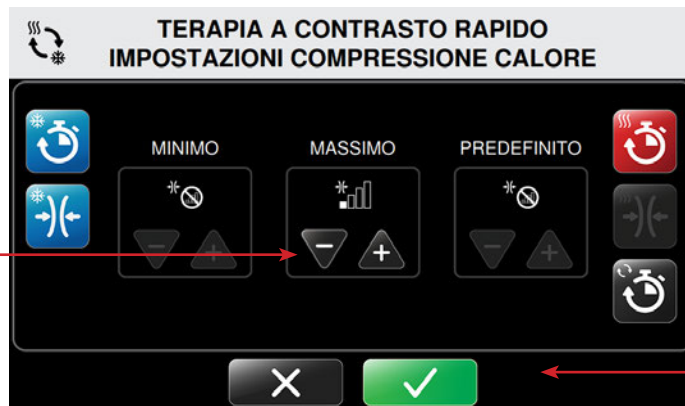 TERAPIA A CONTRASTO RAPIDO
IMPOSTAZIONI COMPRESSIONE CALORE
MINIMO MASSIMO PREDEFINITO